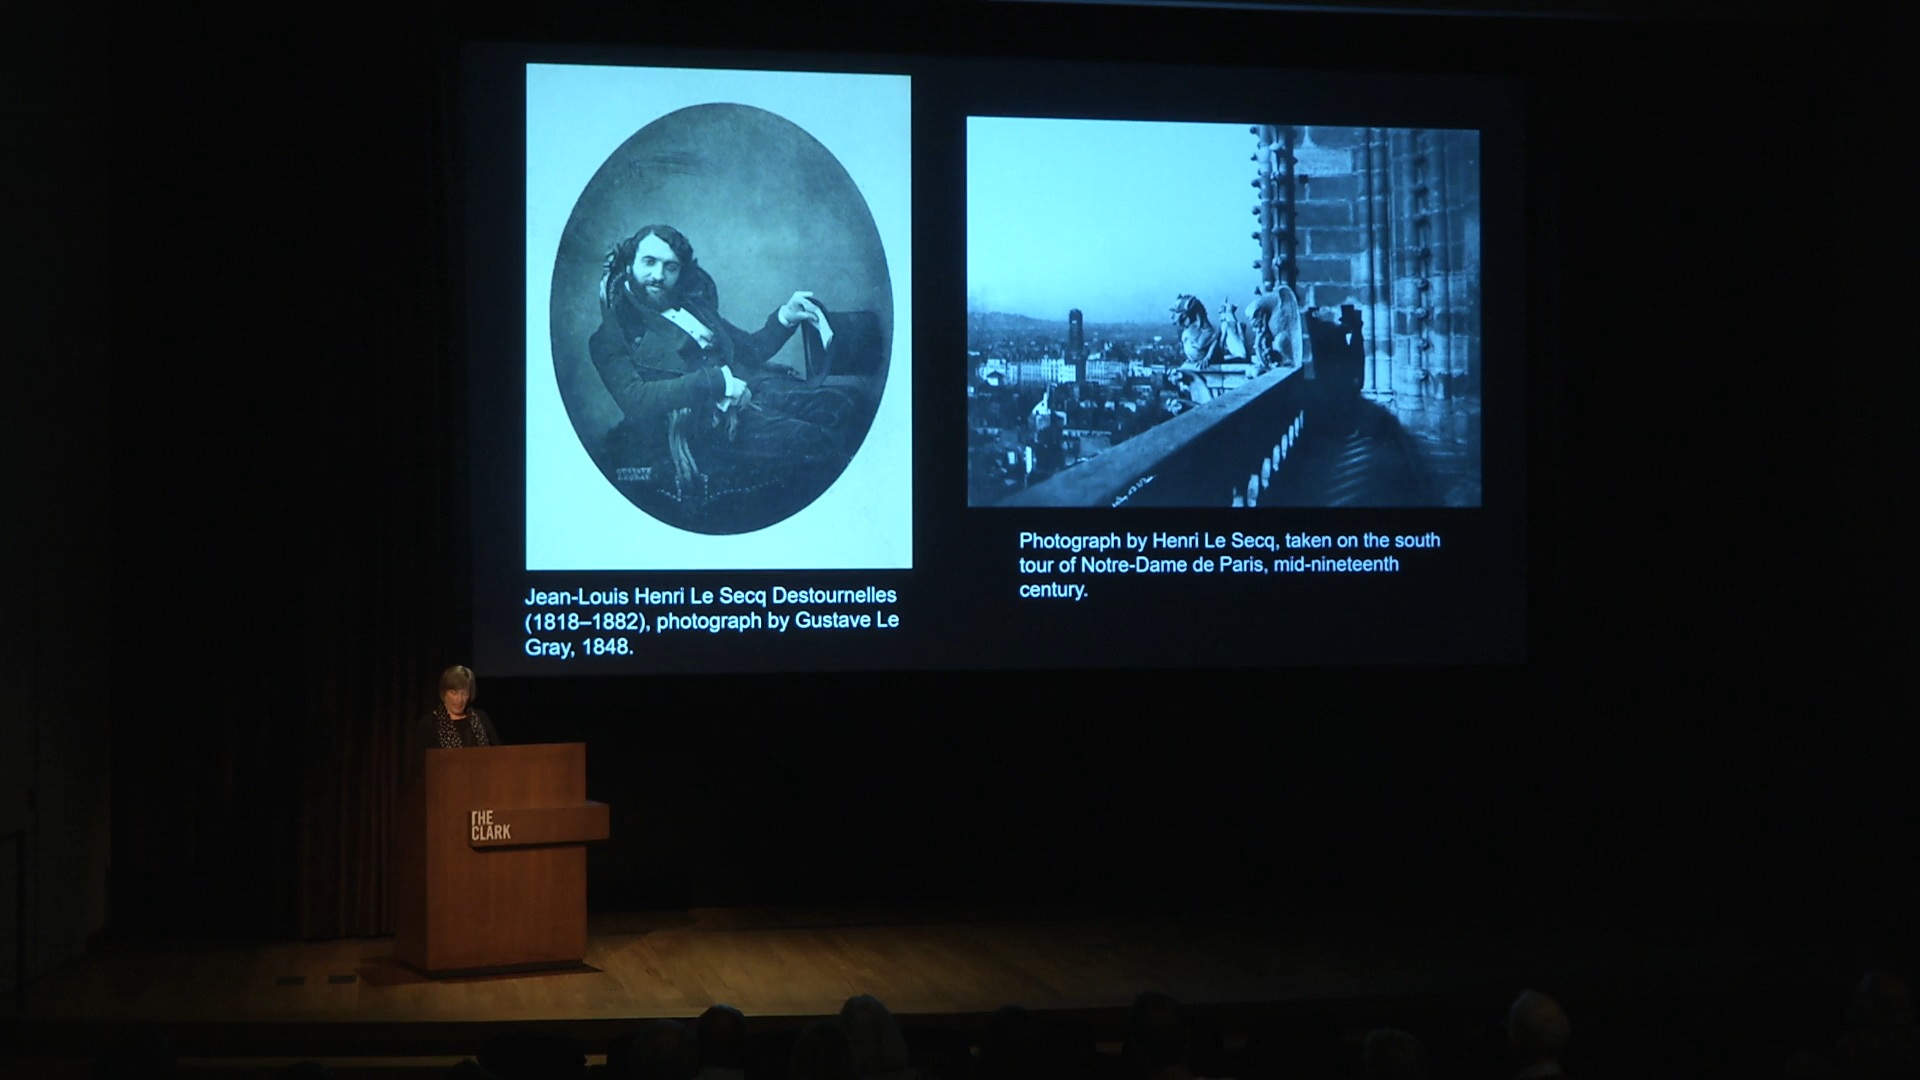 Jean-Louis Henri Le Secq Destournelles
(1818–1882), photograph by Gustave Le
Gray, 1848.
Photograph by Henri Le Secq, taken on the south
tour of Notre-Dame de Paris, mid-nineteenth
century.
THE
CLARK